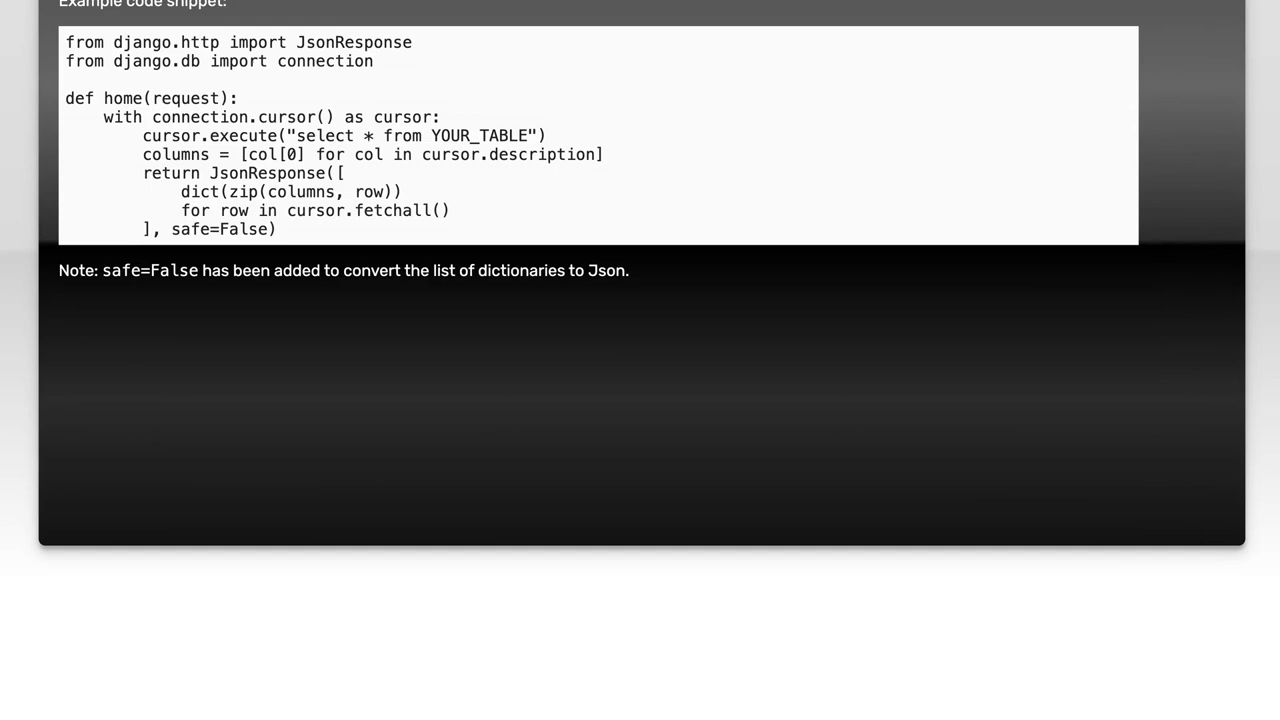 Example code snippet:
from django.http import JsonResponse
from django.db import connection
def home(request):
    with connection.cursor() as cursor:
        cursor.execute("select * from YOUR_TABLE")
        columns = [col[0] for col in cursor.description]
        return JsonResponse([
            dict(zip(columns, row))
            for row in cursor.fetchall()
        ], safe=False)
Note: safe=False has been added to convert the list of dictionaries to Json.